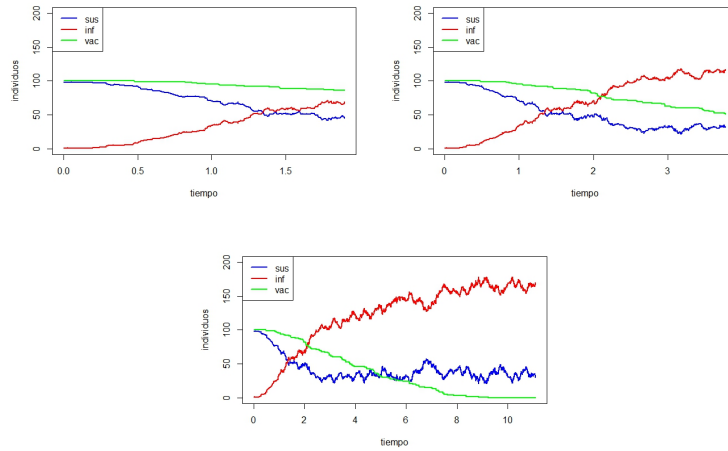 200
150
100
50
0
individuos
sus
inf
vac
0.0 0.5 1.0 1.5
tiempo
200
150
100
50
0
individuos
sus
inf
vac
0 1 2 3
tiempo
200
150
100
50
0
individuos
sus
inf
vac
0 2 4 6 8 10
tiempo